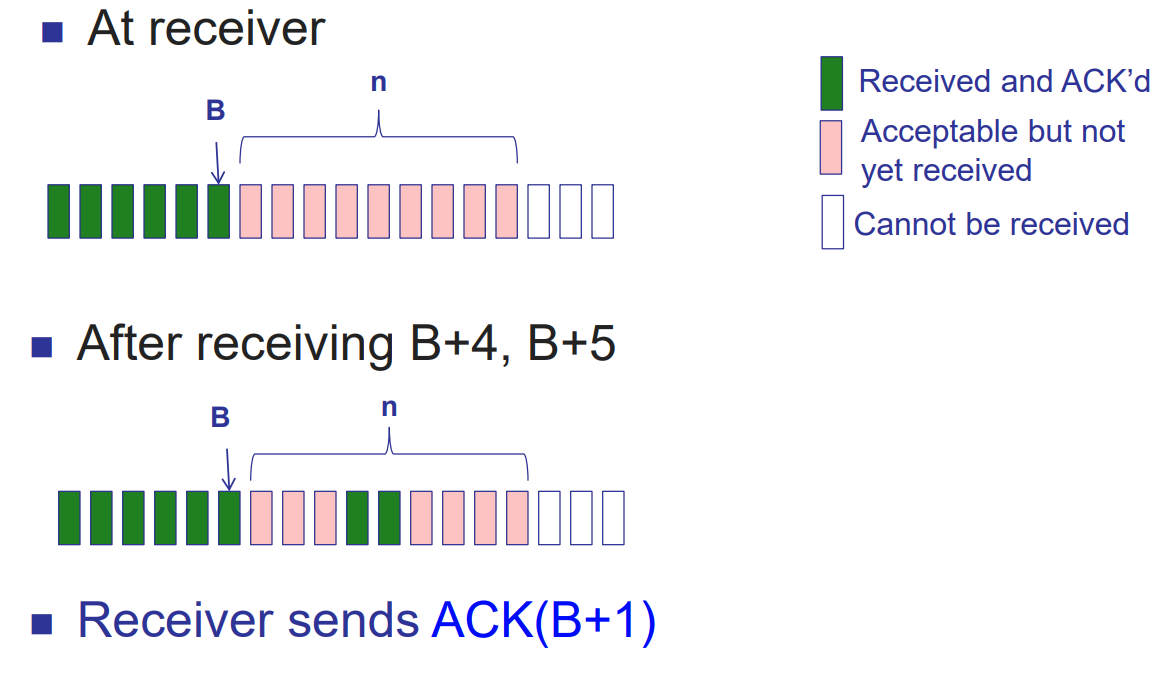 At receiver
n
B
Received and ACK’d
Acceptable but not
yet received
Cannot be received
After receiving B+4, B+5
n
B
Receiver sends ACK(B+1)